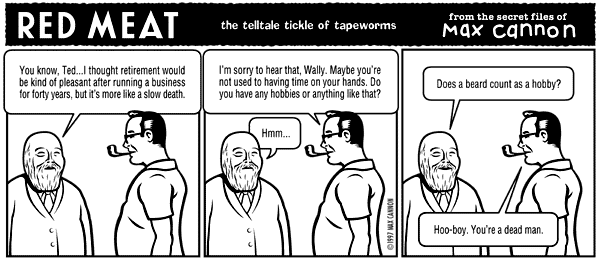 RED MEAT
the telltale tickle of tapeworms
from the secret files of
Max cannon
You know, Ted...I thought retirement would
be kind of pleasant after running a business
for forty years, but it's more like a slow death.
I'm sorry to hear that, Wally. Maybe you're
not used to having time on your hands. Do
you have any hobbies or anything like that?
Hmm...
©1997 MAX CANNON
Does a beard count as a hobby?
Hoo-boy. You're a dead man.